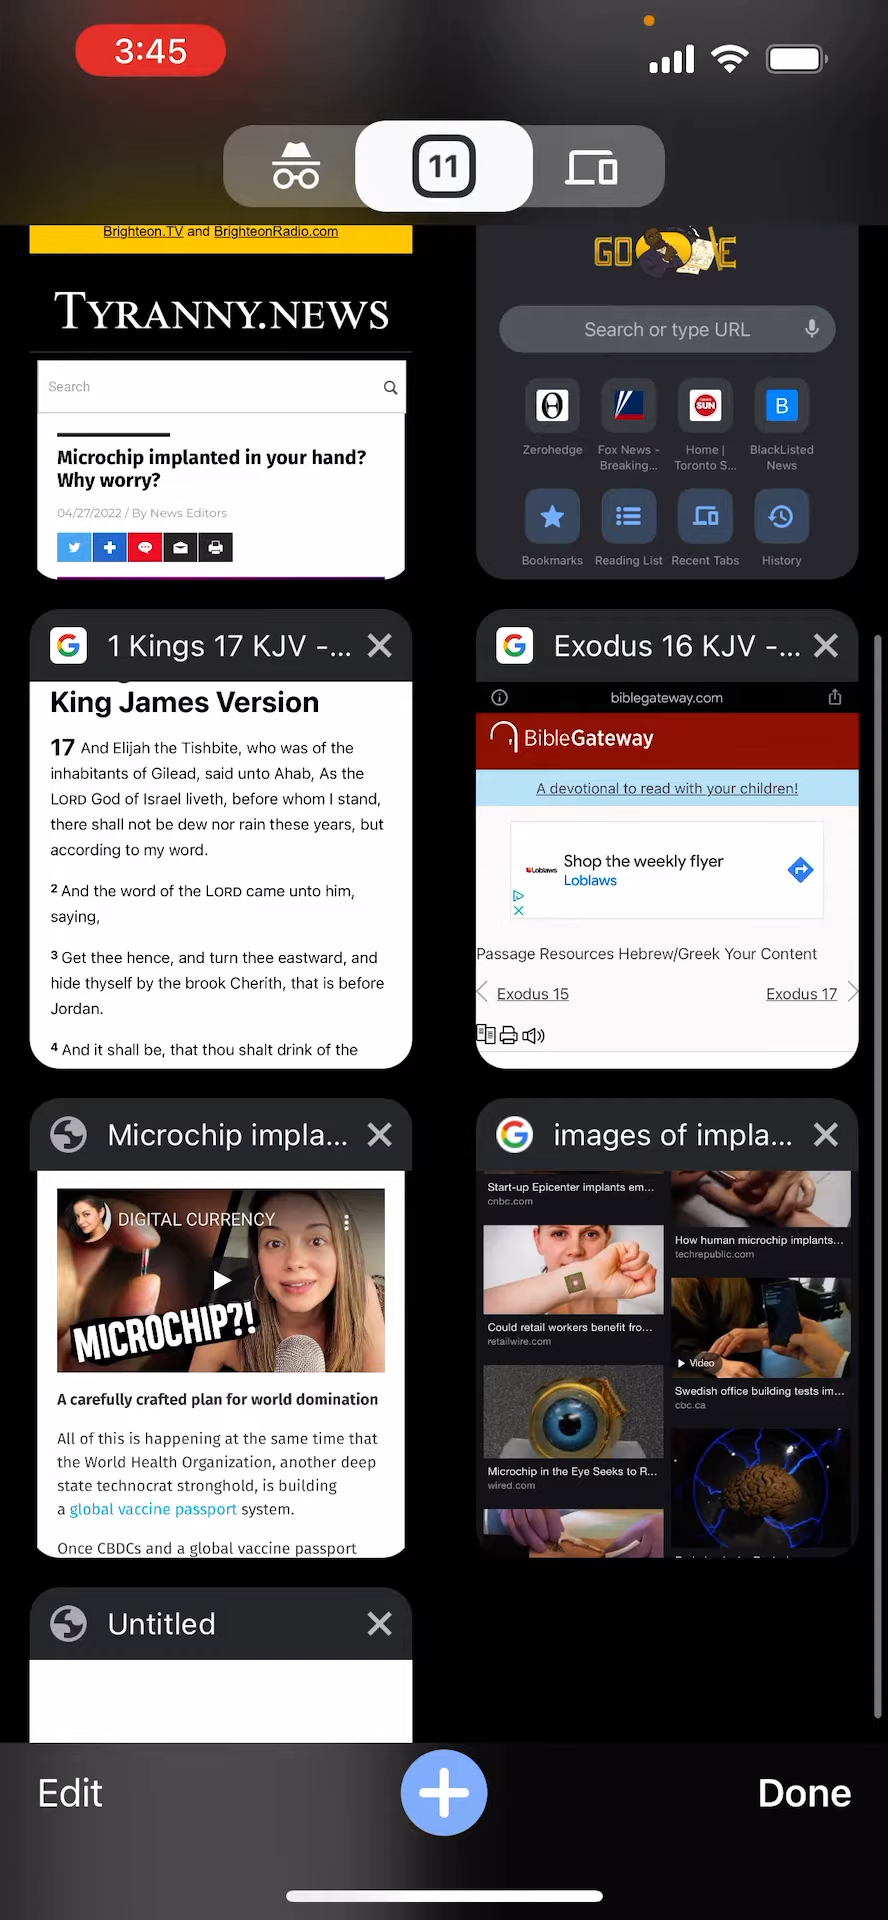 3:45
11
Brighteon.TV and BrighteonRadio.com
TYRANNY.NEWS
Search
Microchip implanted in your hand?
Why worry?
04/27/2022 / By News Editors
Search or type URL
SUN
B
Zerohedge
Fox News -
Breaking...
Home |
Toronto S...
BlackListed
News
Bookmarks
Reading List
Recent Tabs
History
1 Kings 17 KJV -...
King James Version
17 And Elijah the Tishbite, who was of the
inhabitants of Gilead, said unto Ahab, As the
LORD God of Israel liveth, before whom I stand,
there shall not be dew nor rain these years, but
according to my word.
2 And the word of the LORD came unto him,
saying,
3 Get thee hence, and turn thee eastward, and
hide thyself by the brook Cherith, that is before
Jordan.
4 And it shall be, that thou shalt drink of the
Exodus 16 KJV -...
biblegateway.com
BibleGateway
A devotional to read with your children!
Loblaws
Shop the weekly flyer
Loblaws
Passage Resources Hebrew/Greek Your Content
Exodus 15
Exodus 17
Microchip impla...
DIGITAL CURRENCY
MICROCHIP?!
A carefully crafted plan for world domination
All of this is happening at the same time that
the World Health Organization, another deep
state technocrat stronghold, is building
a global vaccine passport system.
Once CBDCs and a global vaccine passport
images of impla...
Start-up Epicenter implants em...
cnbc.com
Could retail workers benefit fro...
retailwire.com
Microchip in the Eye Seeks to R...
wired.com
How human microchip implants...
techrepublic.com
Video
Swedish office building tests im...
cbc.ca
Untitled
Edit
Done